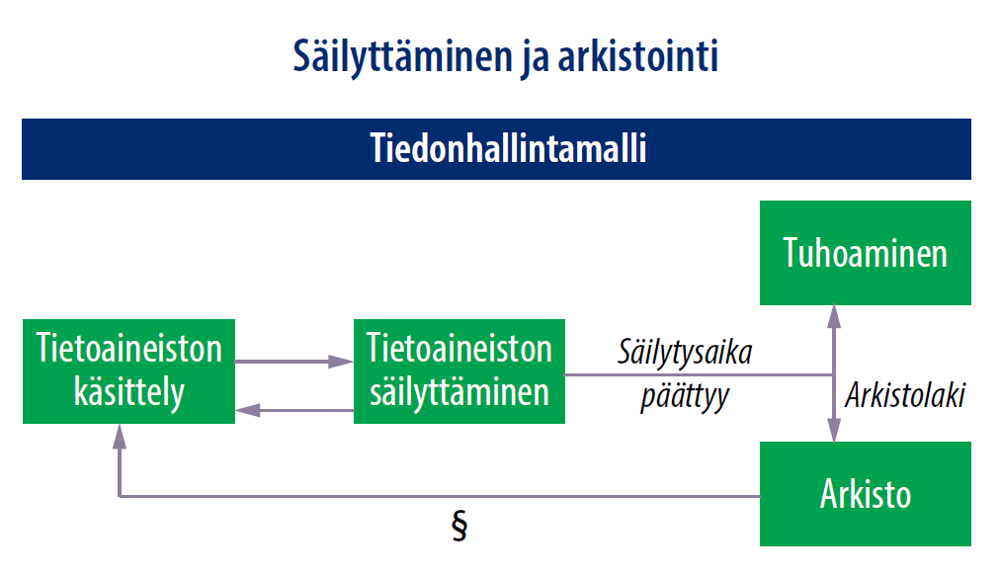 Säilyttäminen ja arkistointi
Tiedonhallintamalli
Tuhoaminen
Tietoaineiston
käsittely
Tietoaineiston
säilyttäminen
Säilytysaika
päättyy
Arkistolaki
Arkisto
§